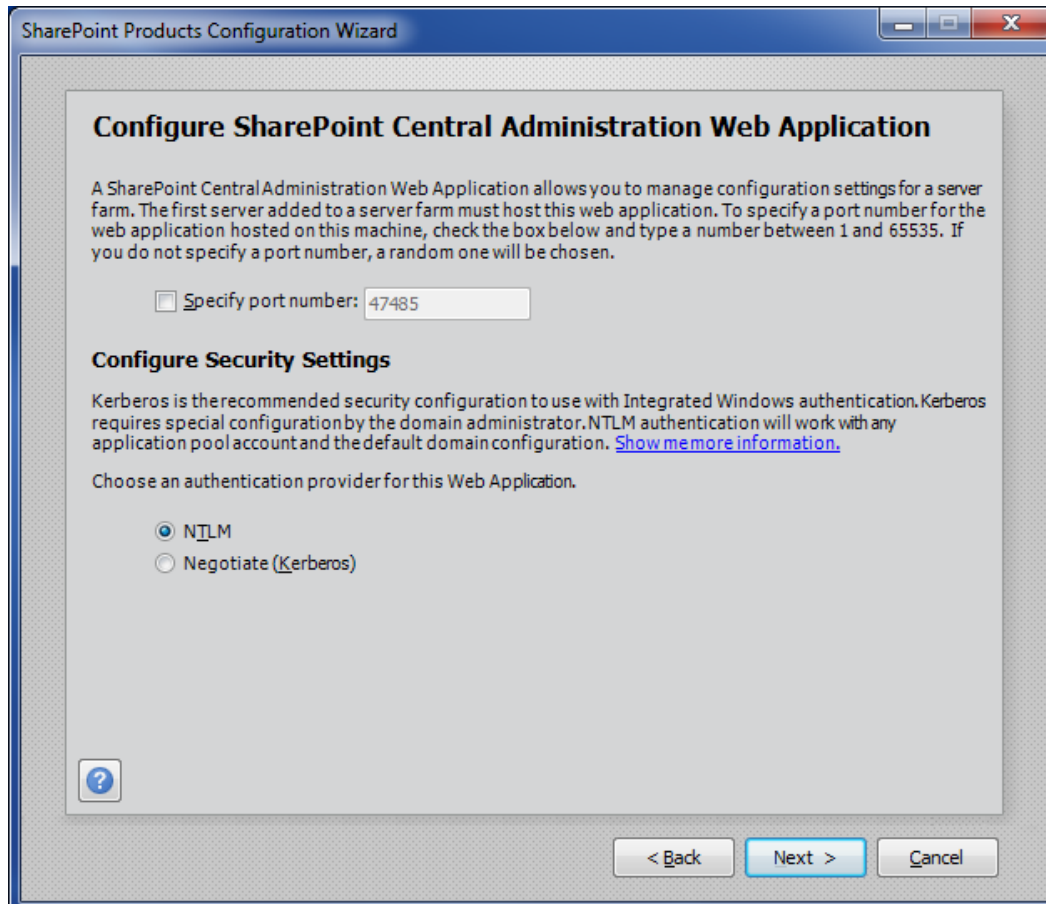 SharePoint Products Configuration Wizard
Configure SharePoint Central Administration Web Application
A SharePoint Central Administration Web Application allows you to manage configuration settings for a server
farm. The first server added to a server farm must host this web application. To specify a port number for the
web application hosted on this machine, check the box below and type a number between 1 and 65535. If
you do not specify a port number, a random one will be chosen.
Specify port number: 47485
Configure Security Settings
Kerberos is the recommended security configuration to use with Integrated Windows authentication. Kerberos
requires special configuration by the domain administrator. NTLM authentication will work with any
application pool account and the default domain configuration. Show me more information.
Choose an authentication provider for this Web Application.
NTLM
Negotiate (Kerberos)
?
< Back Next > Cancel